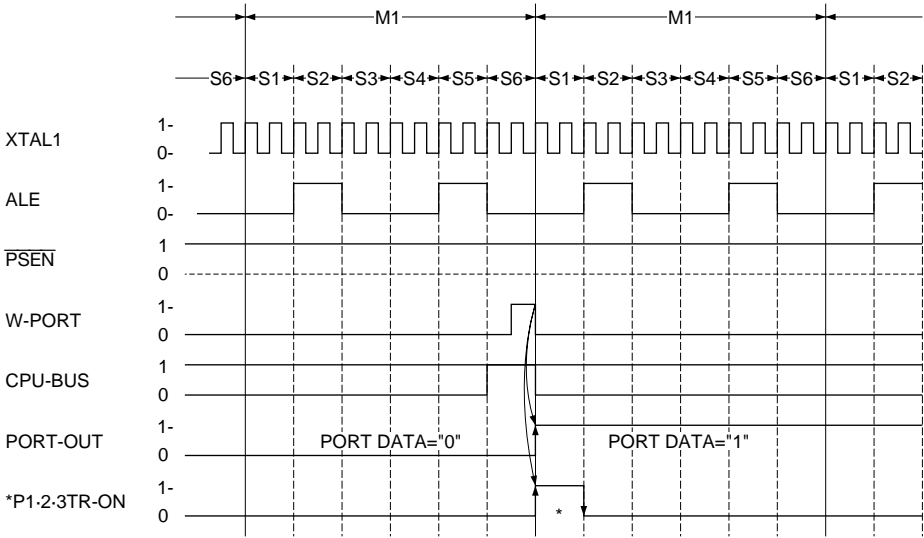 M1 M1
S6 S1 S2 S3 S4 S5 S6 S1 S2 S3 S4 S5 S6 S1 S2
XTAL1 1-
0-
ALE 1-
0-
PSEN 1
0
W-PORT 1-
0
CPU-BUS 1
0
PORT-OUT 1-
0 PORT DATA="0" PORT DATA="1"
*P1·2·3TR-ON 1-
0 *